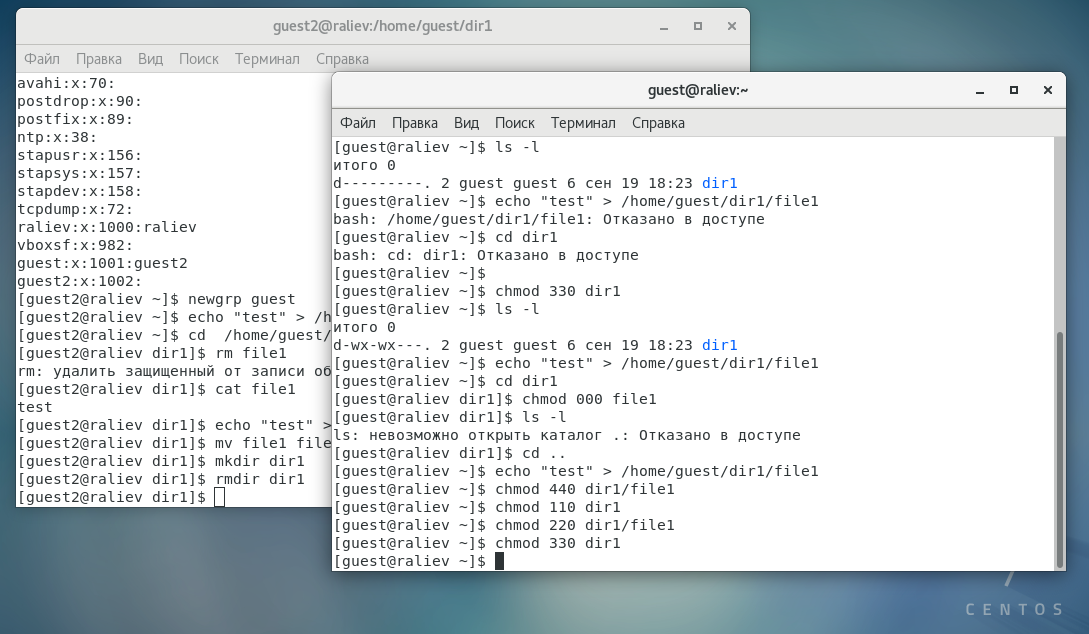 guest2@raliev:/home/guest/dir1
Файл Правка Вид Поиск Терминал Справка
avahi:x:70:
postdrop:x:90:
postfix:x:89:
ntp:x:38:
stapusr:x:156:
stapsys:x:157:
stapdev:x:158:
tcpdump:x:72:
raliev:x:1000:raliev
vboxsf:x:982:
guest:x:1001:guest2
guest2:x:1002:
[guest2@raliev ~]$ newgrp guest
[guest2@raliev ~]$ echo "test" > /h
[guest2@raliev ~]$ cd  /home/guest/
[guest2@raliev dir1]$ rm file1
rm: удалить защищенный от записи об
[guest2@raliev dir1]$ cat file1
test
[guest2@raliev dir1]$ echo "test" >
[guest2@raliev dir1]$ mv file1 file
[guest2@raliev dir1]$ mkdir dir1
[guest2@raliev dir1]$ rmdir dir1
[guest2@raliev dir1]$
guest@raliev:~
Файл Правка Вид Поиск Терминал Справка
[guest@raliev ~]$ ls -l
итого 0
d---------. 2 guest guest 6 сен 19 18:23 dir1
[guest@raliev ~]$ echo "test" > /home/guest/dir1/file1
bash: /home/guest/dir1/file1: Отказано в доступе
[guest@raliev ~]$ cd dir1
bash: cd: dir1: Отказано в доступе
[guest@raliev ~]$
[guest@raliev ~]$ chmod 330 dir1
[guest@raliev ~]$ ls -l
итого 0
d-wx-wx---. 2 guest guest 6 сен 19 18:23 dir1
[guest@raliev ~]$ echo "test" > /home/guest/dir1/file1
[guest@raliev ~]$ cd dir1
[guest@raliev dir1]$ chmod 000 file1
[guest@raliev dir1]$ ls -l
ls: невозможно открыть каталог .: Отказано в доступе
[guest@raliev dir1]$ cd ..
[guest@raliev ~]$ echo "test" > /home/guest/dir1/file1
[guest@raliev ~]$ chmod 440 dir1/file1
[guest@raliev ~]$ chmod 110 dir1
[guest@raliev ~]$ chmod 220 dir1/file1
[guest@raliev ~]$ chmod 330 dir1
[guest@raliev ~]$
CENTOS